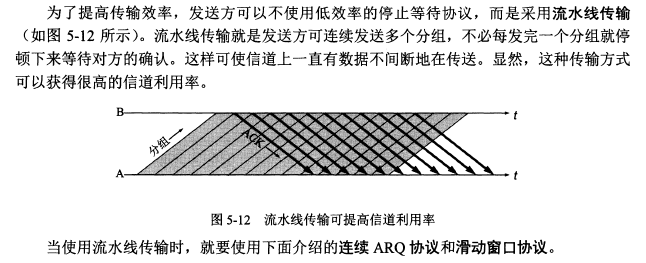 为了提高传输效率，发送方可以不使用低效率的停止等待协议，而是采用流水线传输
（如图 5-12 所示）。流水线传输就是发送方可连续发送多个分组，不必每发完一个分组就停
顿下来等待对方的确认。这样可使信道上一直有数据不间断地在传送。显然，这种传输方式
可以获得很高的信道利用率。
B
t
分组
ACK
A
t
图 5-12 流水线传输可提高信道利用率
当使用流水线传输时，就要使用下面介绍的连续 ARQ 协议和滑动窗口协议。